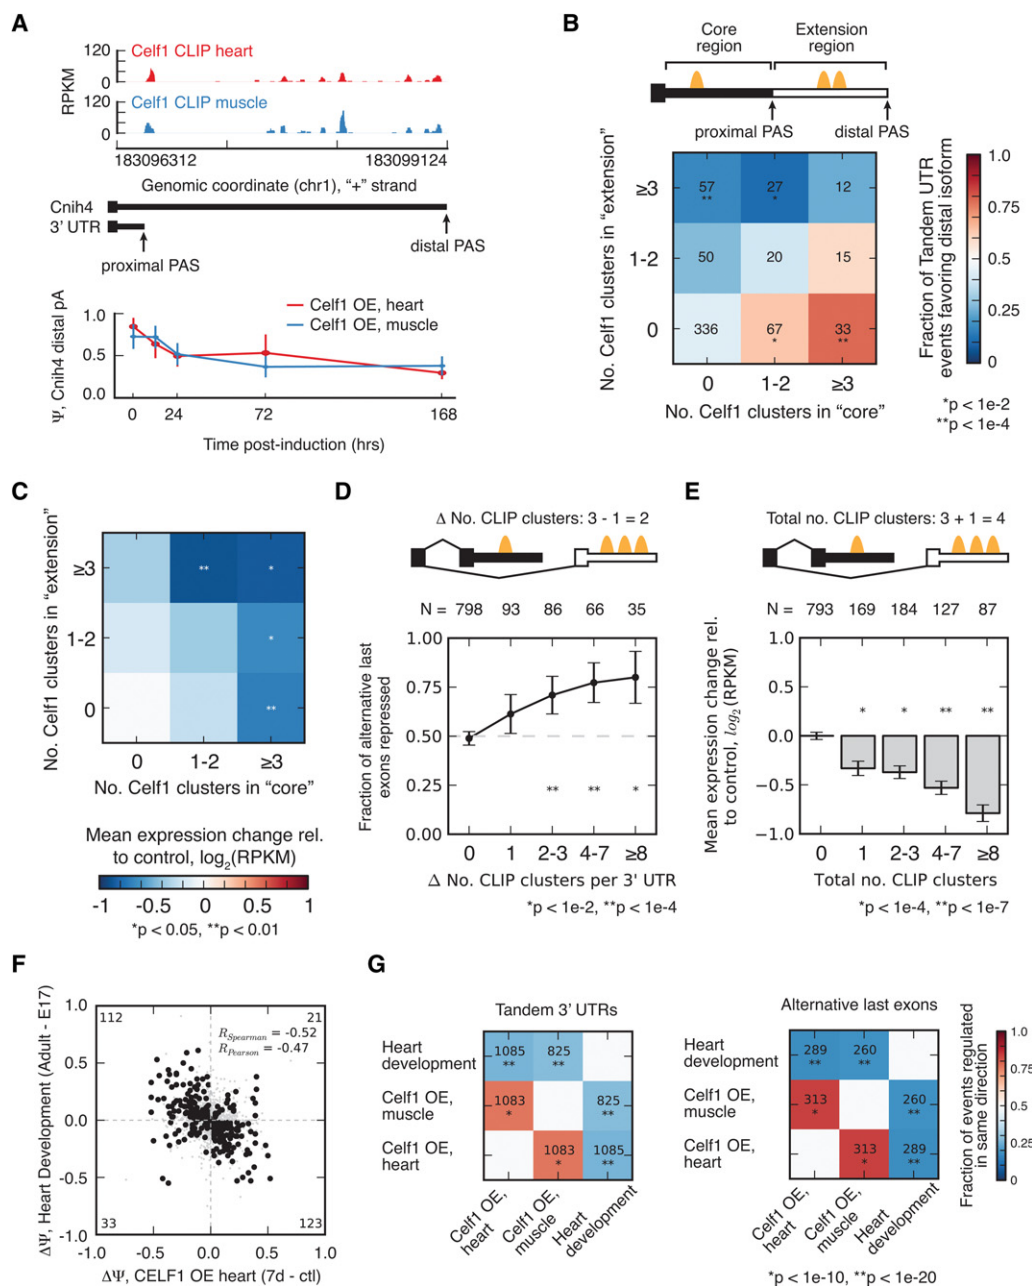 A
120
RPKM
0
Celf1 CLIP heart
120
0
Celf1 CLIP muscle
183096312
183099124
Genomic coordinate (chr1), "+" strand
Cnih4
3' UTR
proximal PAS
distal PAS
Ψ, Cnih4 distal pA
1.0
0.5
0.0
Celf1 OE, heart
Celf1 OE, muscle
0 24 72 168
Time post-induction (hrs)
B
Core region
Extension region
proximal PAS
distal PAS
No. Celf1 clusters in "extension"
≥3
57 ** 27 * 12
1-2
50 20 15
0
336 67 * 33 **
0 1-2 ≥3
No. Celf1 clusters in "core"
Fraction of Tandem UTR
events favoring distal isoform
1.0
0.75
0.5
0.25
0
*p < 1e-2
**p < 1e-4
C
No. Celf1 clusters in "extension"
≥3
** *
1-2
*
0
**
0 1-2 ≥3
No. Celf1 clusters in "core"
Mean expression change rel.
to control, log2(RPKM)
-1 -0.5 0 0.5 1
*p < 0.05, **p < 0.01
D
Δ No. CLIP clusters: 3 - 1 = 2
N = 798 93 86 66 35
Fraction of alternative last
exons repressed
1.00
0.75
0.50
0.25
0.00
** ** *
0 1 2-3 4-7 ≥8
Δ No. CLIP clusters per 3' UTR
*p < 1e-2, **p < 1e-4
E
Total no. CLIP clusters: 3 + 1 = 4
N = 793 169 184 127 87
Mean expression change rel.
to control, log2(RPKM)
1.0
0.5
0.0
−0.5
−1.0
* * ** **
0 1 2-3 4-7 ≥8
Total no. CLIP clusters
*p < 1e-4, **p < 1e-7
F
ΔΨ, Heart Development (Adult - E17)
1.0
0.5
0.0
-0.5
-1.0
112 21
RSpearman = -0.52
RPearson = -0.47
33 123
-1.0 -0.5 0.0 0.5 1.0
ΔΨ, CELF1 OE heart (7d - ctl)
G
Tandem 3' UTRs
Heart development
1085 ** 825 **
Celf1 OE, muscle
1083 * 825 **
Celf1 OE, heart
1083 * 1085 **
Celf1 OE, heart
Celf1 OE, muscle
Heart development
Alternative last exons
Heart development
289 ** 260 **
Celf1 OE, muscle
313 * 260 **
Celf1 OE, heart
313 * 289 **
Celf1 OE, heart
Celf1 OE, muscle
Heart development
Fraction of events regulated
in same direction
1.0
0.75
0.5
0.25
0
*p < 1e-10, **p < 1e-20